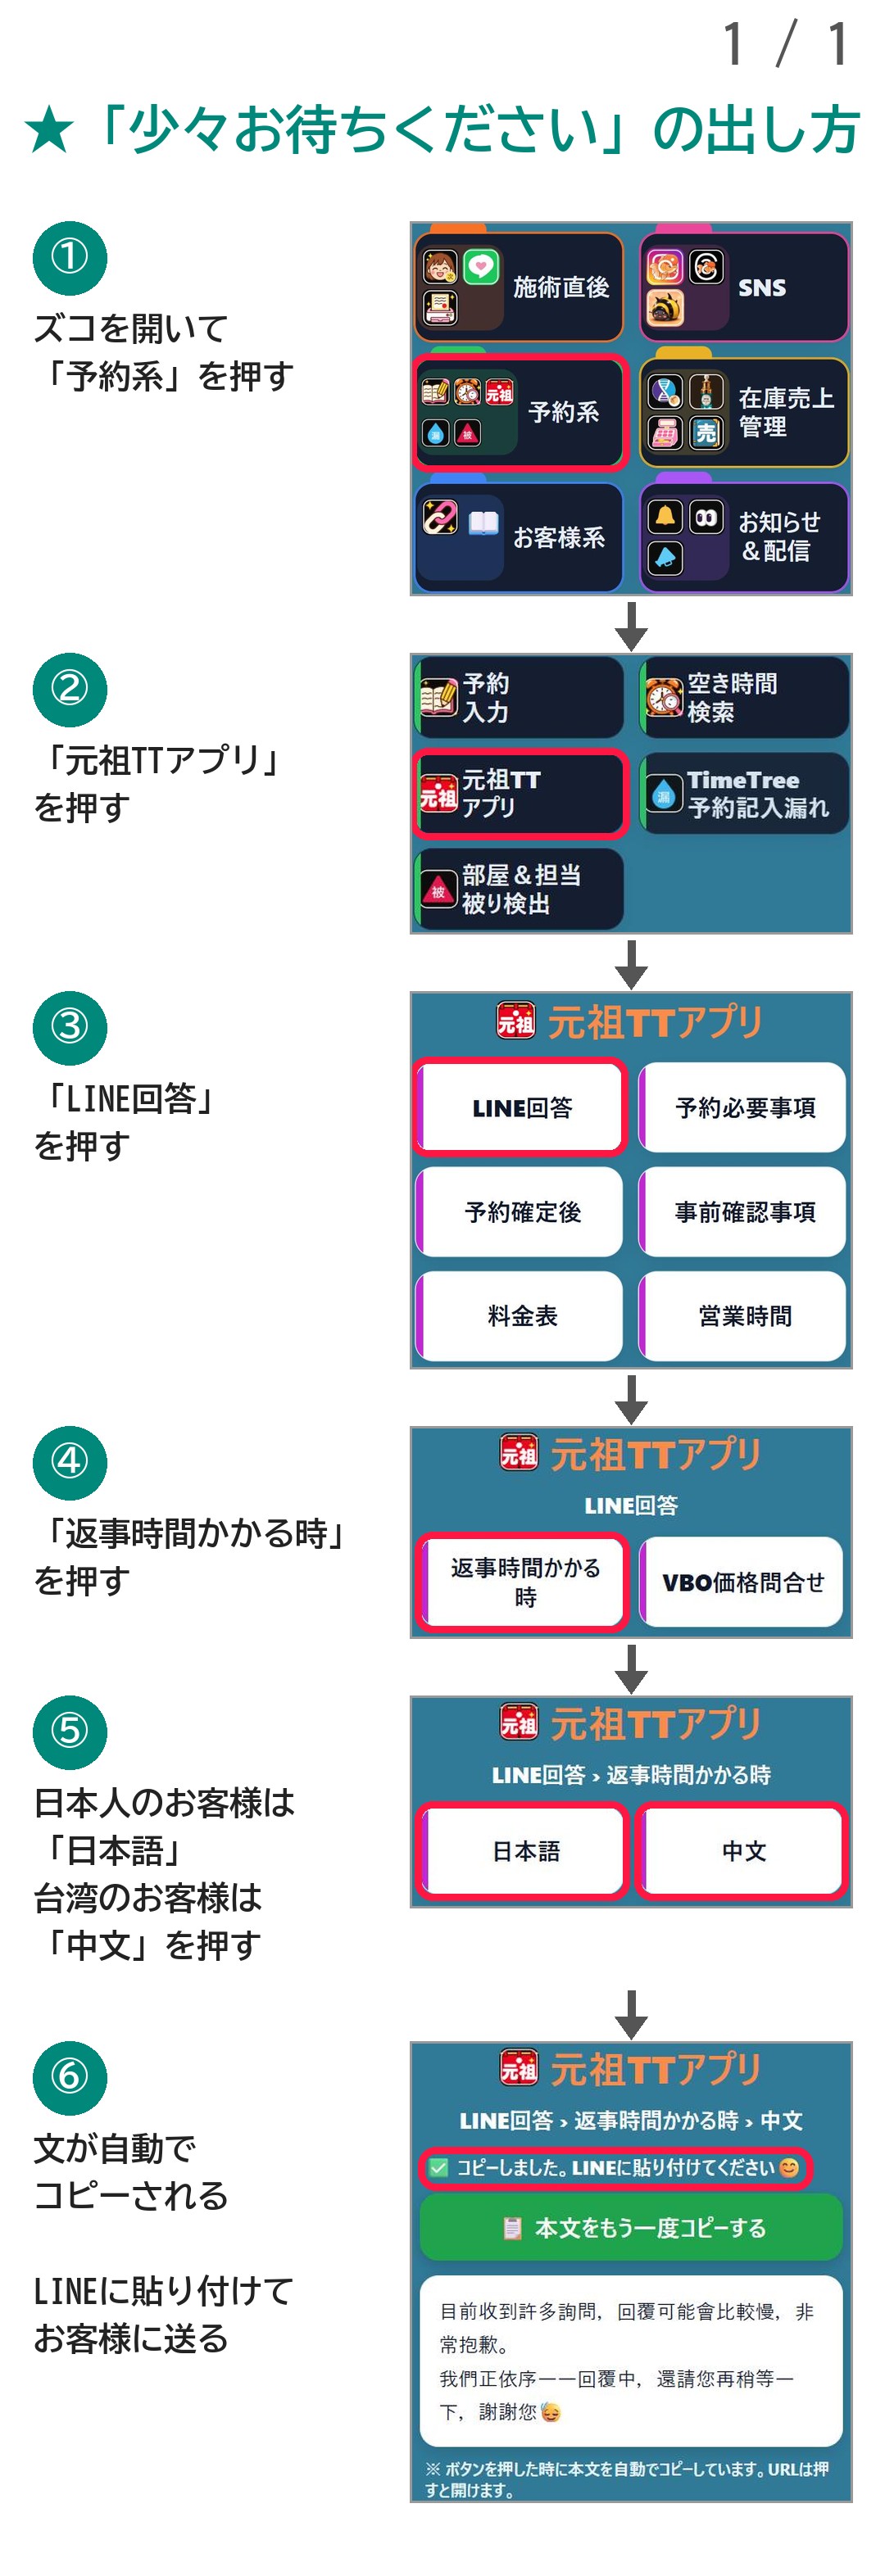 1 / 1
★「少々お待ちください」の出し方
①
ズコを開いて
「予約系」を押す
施術直後
SNS
元祖
漏
被
予約系
売
在庫売上
管理
お客様系
お知らせ
＆配信
②
「元祖TTアプリ」
を押す
予約
入力
空き時間
検索
元祖
元祖TT
アプリ
漏
TimeTree
予約記入漏れ
被
部屋＆担当
被り検出
③
「LINE回答」
を押す
元祖
元祖TTアプリ
LINE回答
予約必要事項
予約確定後
事前確認事項
料金表
営業時間
④
「返事時間かかる時」
を押す
元祖
元祖TTアプリ
LINE回答
返事時間かかる
時
VBO価格問合せ
⑤
日本人のお客様は
「日本語」
台湾のお客様は
「中文」を押す
元祖
元祖TTアプリ
LINE回答 › 返事時間かかる時
日本語
中文
⑥
文が自動で
コピーされる
LINEに貼り付けて
お客様に送る
元祖
元祖TTアプリ
LINE回答 › 返事時間かかる時 › 中文
✅ コピーしました。LINEに貼り付けてください😊
📋 本文をもう一度コピーする
目前收到許多詢問，回覆可能會比較慢，非
常抱歉。
我們正依序一一回覆中，還請您再稍等一
下，謝謝您😅
※ ボタンを押した時に本文を自動でコピーしています。URLは押
すと開けます。